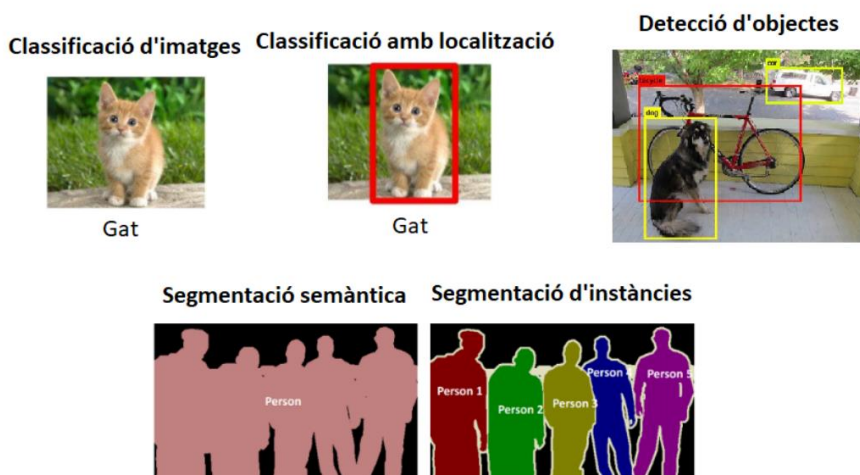 Classificació d'imatges
Classificació amb localització
Detecció d'objectes
car
bicycle
dog
Gat
Gat
Segmentació semàntica
Segmentació d'instàncies
Person
Person 1
Person 2
Person 3
Person 4
Person 5